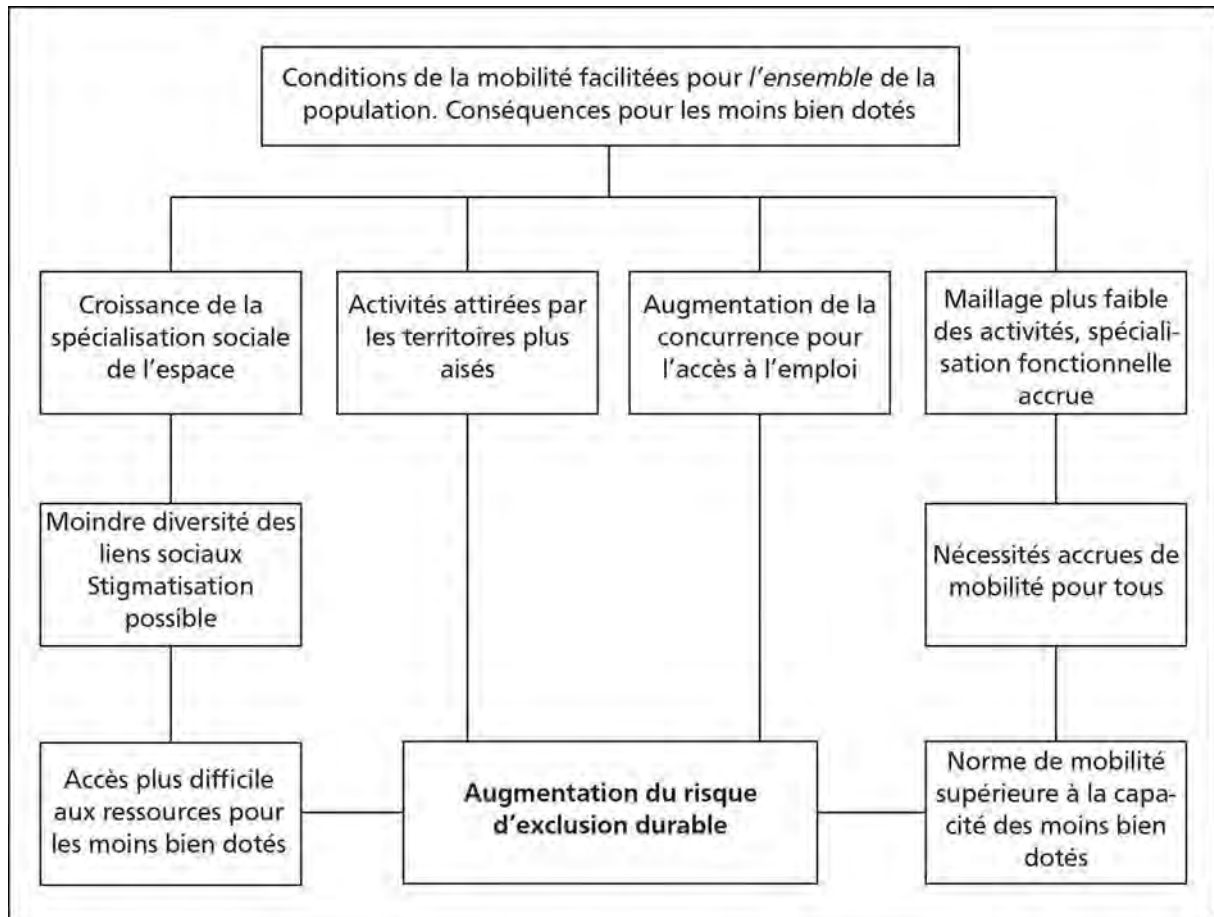 Conditions de la mobilité facilitées pour l’ensemble de la
population. Conséquences pour les moins bien dotés
Croissance de la
spécialisation sociale
de l’espace
Activités attirées par
les territoires plus
aisés
Augmentation de la
concurrence pour
l’accès à l’emploi
Maillage plus faible
des activités, spéciali-
sation fonctionnelle
accrue
Moindre diversité des
liens sociaux
Stigmatisation
possible
Nécessités accrues de
mobilité pour tous
Accès plus difficile
aux ressources pour
les moins bien dotés
Augmentation du risque
d’exclusion durable
Norme de mobilité
supérieure à la capa-
cité des moins bien
dotés